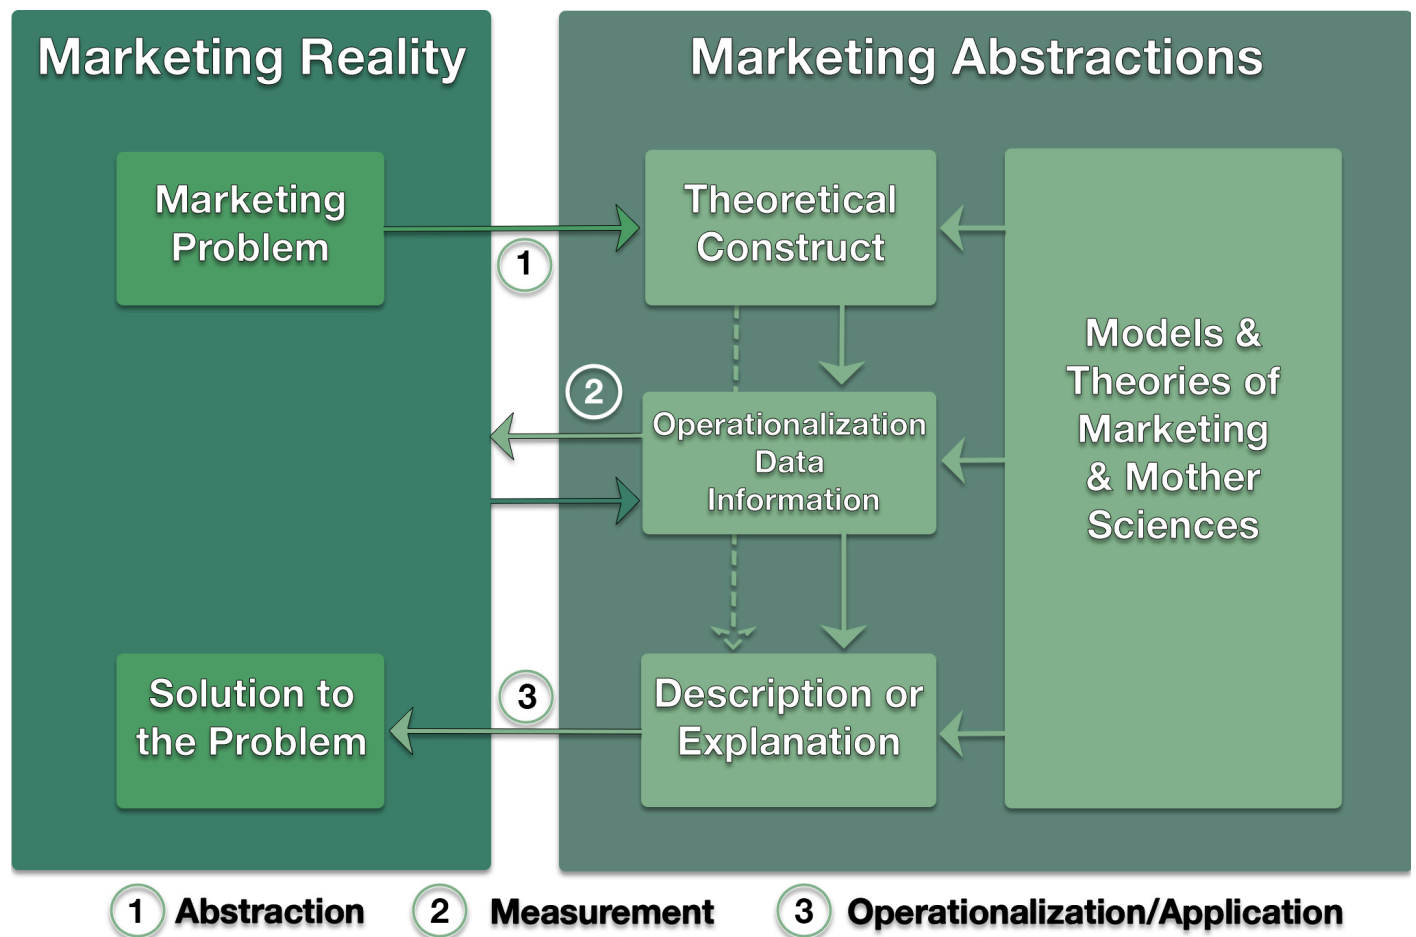 Marketing Reality
Marketing Abstractions
Marketing
Problem
1
Theoretical
Construct
Models &
Theories of
Marketing
& Mother
Sciences
2
Operationalization
Data
Information
Solution to
the Problem
3
Description or
Explanation
1 Abstraction 2 Measurement 3 Operationalization/Application